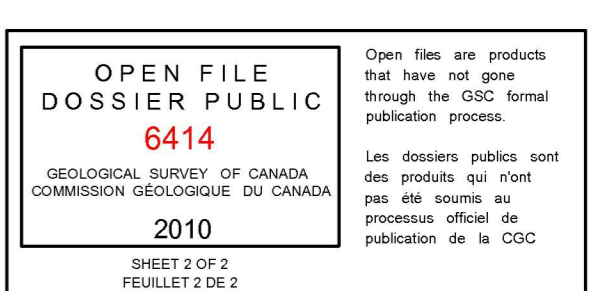 OPEN FILE
DOSSIER PUBLIC
6414
GEOLOGICAL SURVEY OF CANADA
COMMISSION GÉOLOGIQUE DU CANADA
2010
SHEET 2 OF 2
FEUILLET 2 DE 2
Open files are products
that have not gone
through the GSC formal
publication process.
Les dossiers publics sont
des produits qui n'ont
pas été soumis au
processus officiel de
publication de la CGC